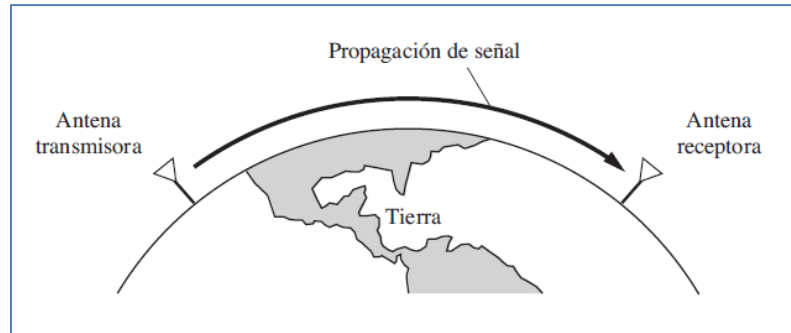 Propagación de señal
Antena
transmisora
Antena
receptora
Tierra